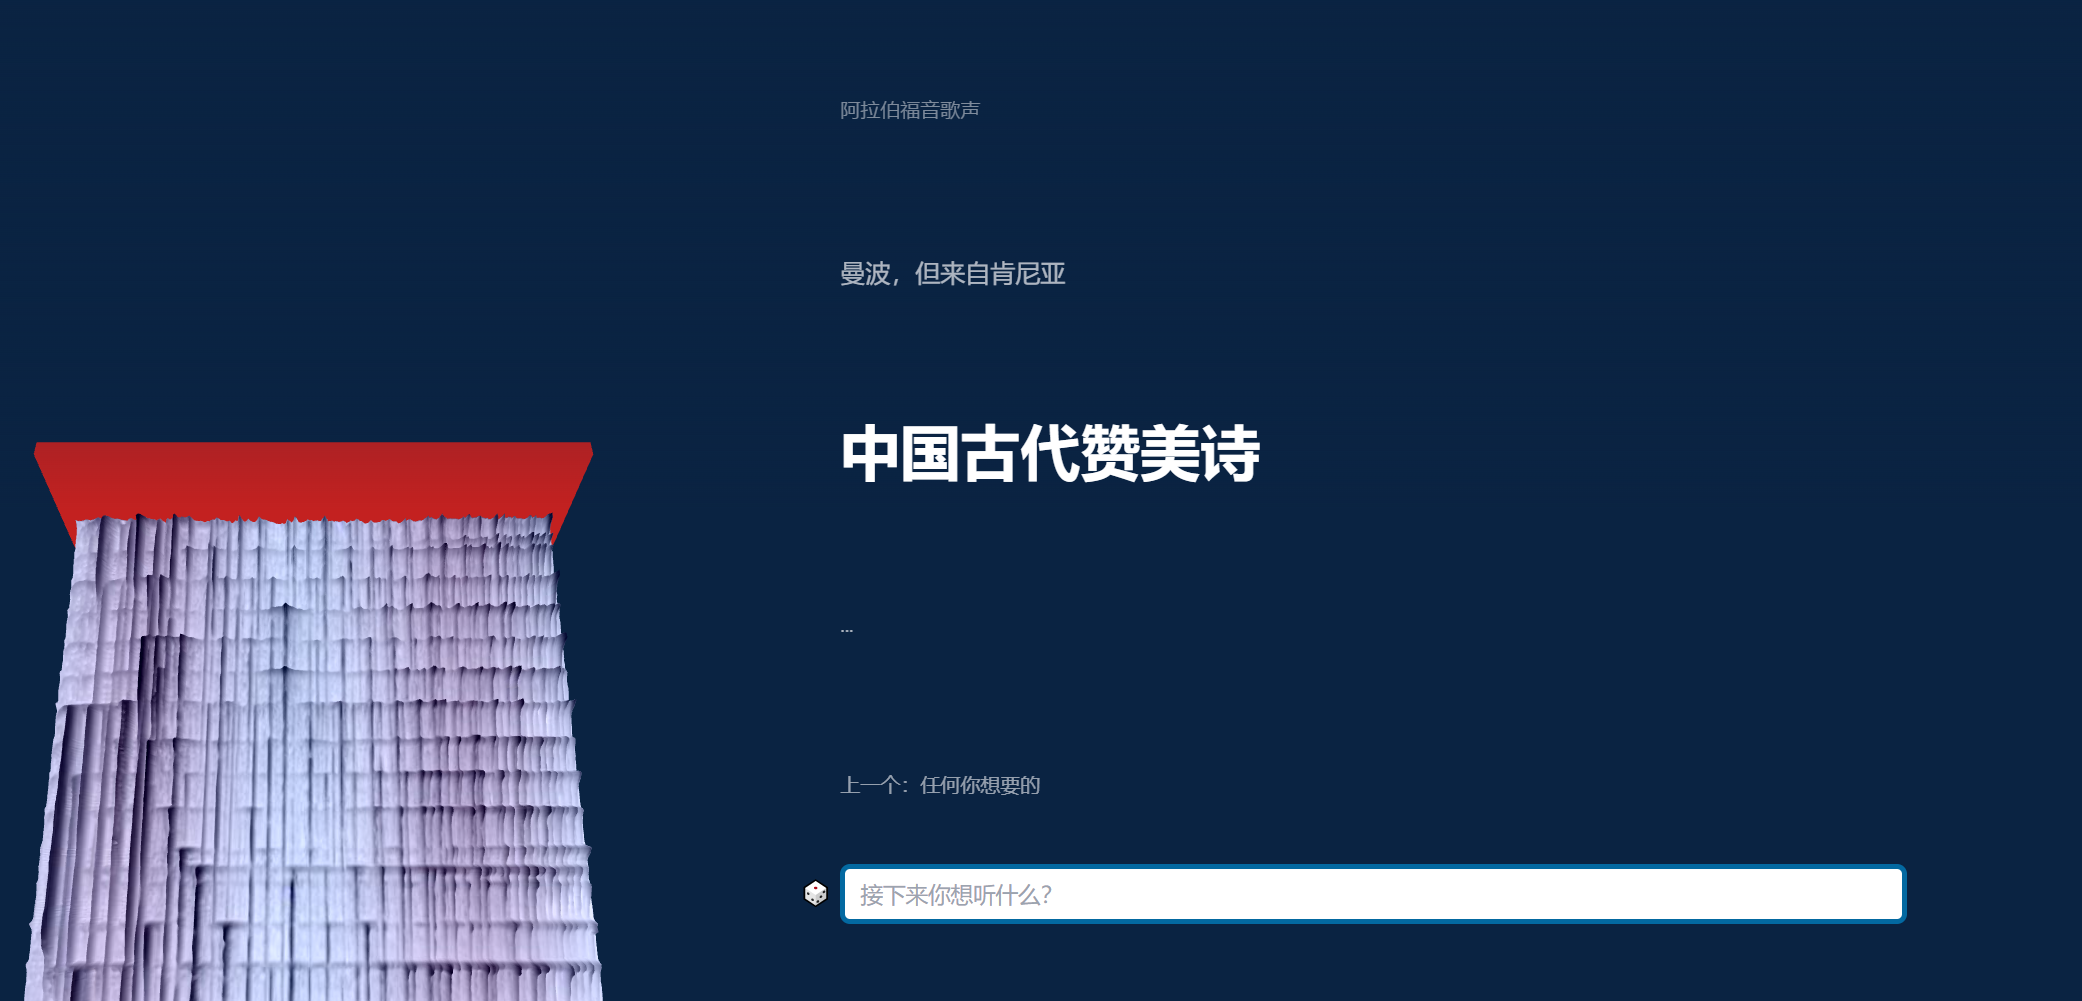 阿拉伯福音歌声
曼波，但来自肯尼亚
中国古代赞美诗
...
上一个：任何你想要的
接下来你想听什么？